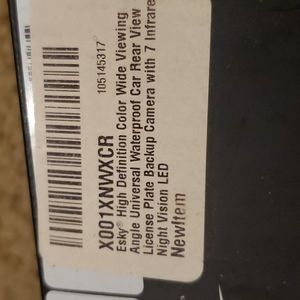 105145317
X001XNWXCR
Esky® High Definition Color Wide Viewing
Angle Universal Waterproof Car Rear View
License Plate Backup Camera with 7 Infrare
Night Vision LED
NewItem